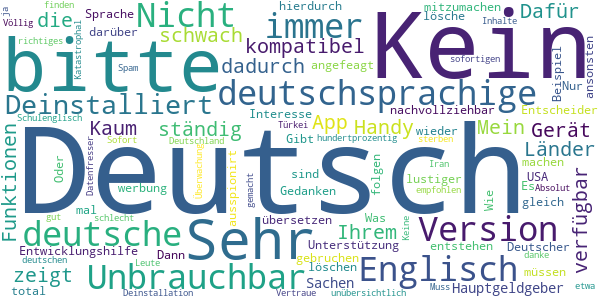 ja
finden
Sprache
die
Nicht
immer
Kein
mitzumachen
hierdurch
lösche
Inhalte
Dafür
Völlig
darüber
Katastrophal
schwach
kompatibel
angefeagt
richtiges
Spam
bitte
dadurch
Beispiel
ansonsten
nachvollziehbar
Nur
deutschsprachige
Deinstalliert
Schulenglisch
Interesse
Entscheider
Funktionen
Kaum
ständig
App
Handy
wieder
Mein
Gerät
Türkei
Gibt
hundertprozentig
Länder
Deutsch
Oder
Datenfresser
Sofort
Deutschland
Überwachung
ausspioniert
sterben
Iran
machen
verfügbar
werbung
sind
folgen
lustiger
USA
Es
Absolut
Gedanken
empfohlen
Wie
gleich
mal
gut
schlecht
gemacht
übersetzen
Was
Keine
deutsche
Sehr
Ihrem
Version
Deutscher
Entwicklungshilfe
Dann
Unterstützung
entstehen
danke
deutschen
gebruchen
müssen
zeigt
Unbrauchbar
löschen
Englisch
Leute
Sachen
Hauptgeldgeber
total
Deinstallation
Vertraue
unübersichtlich
Muss
etwa